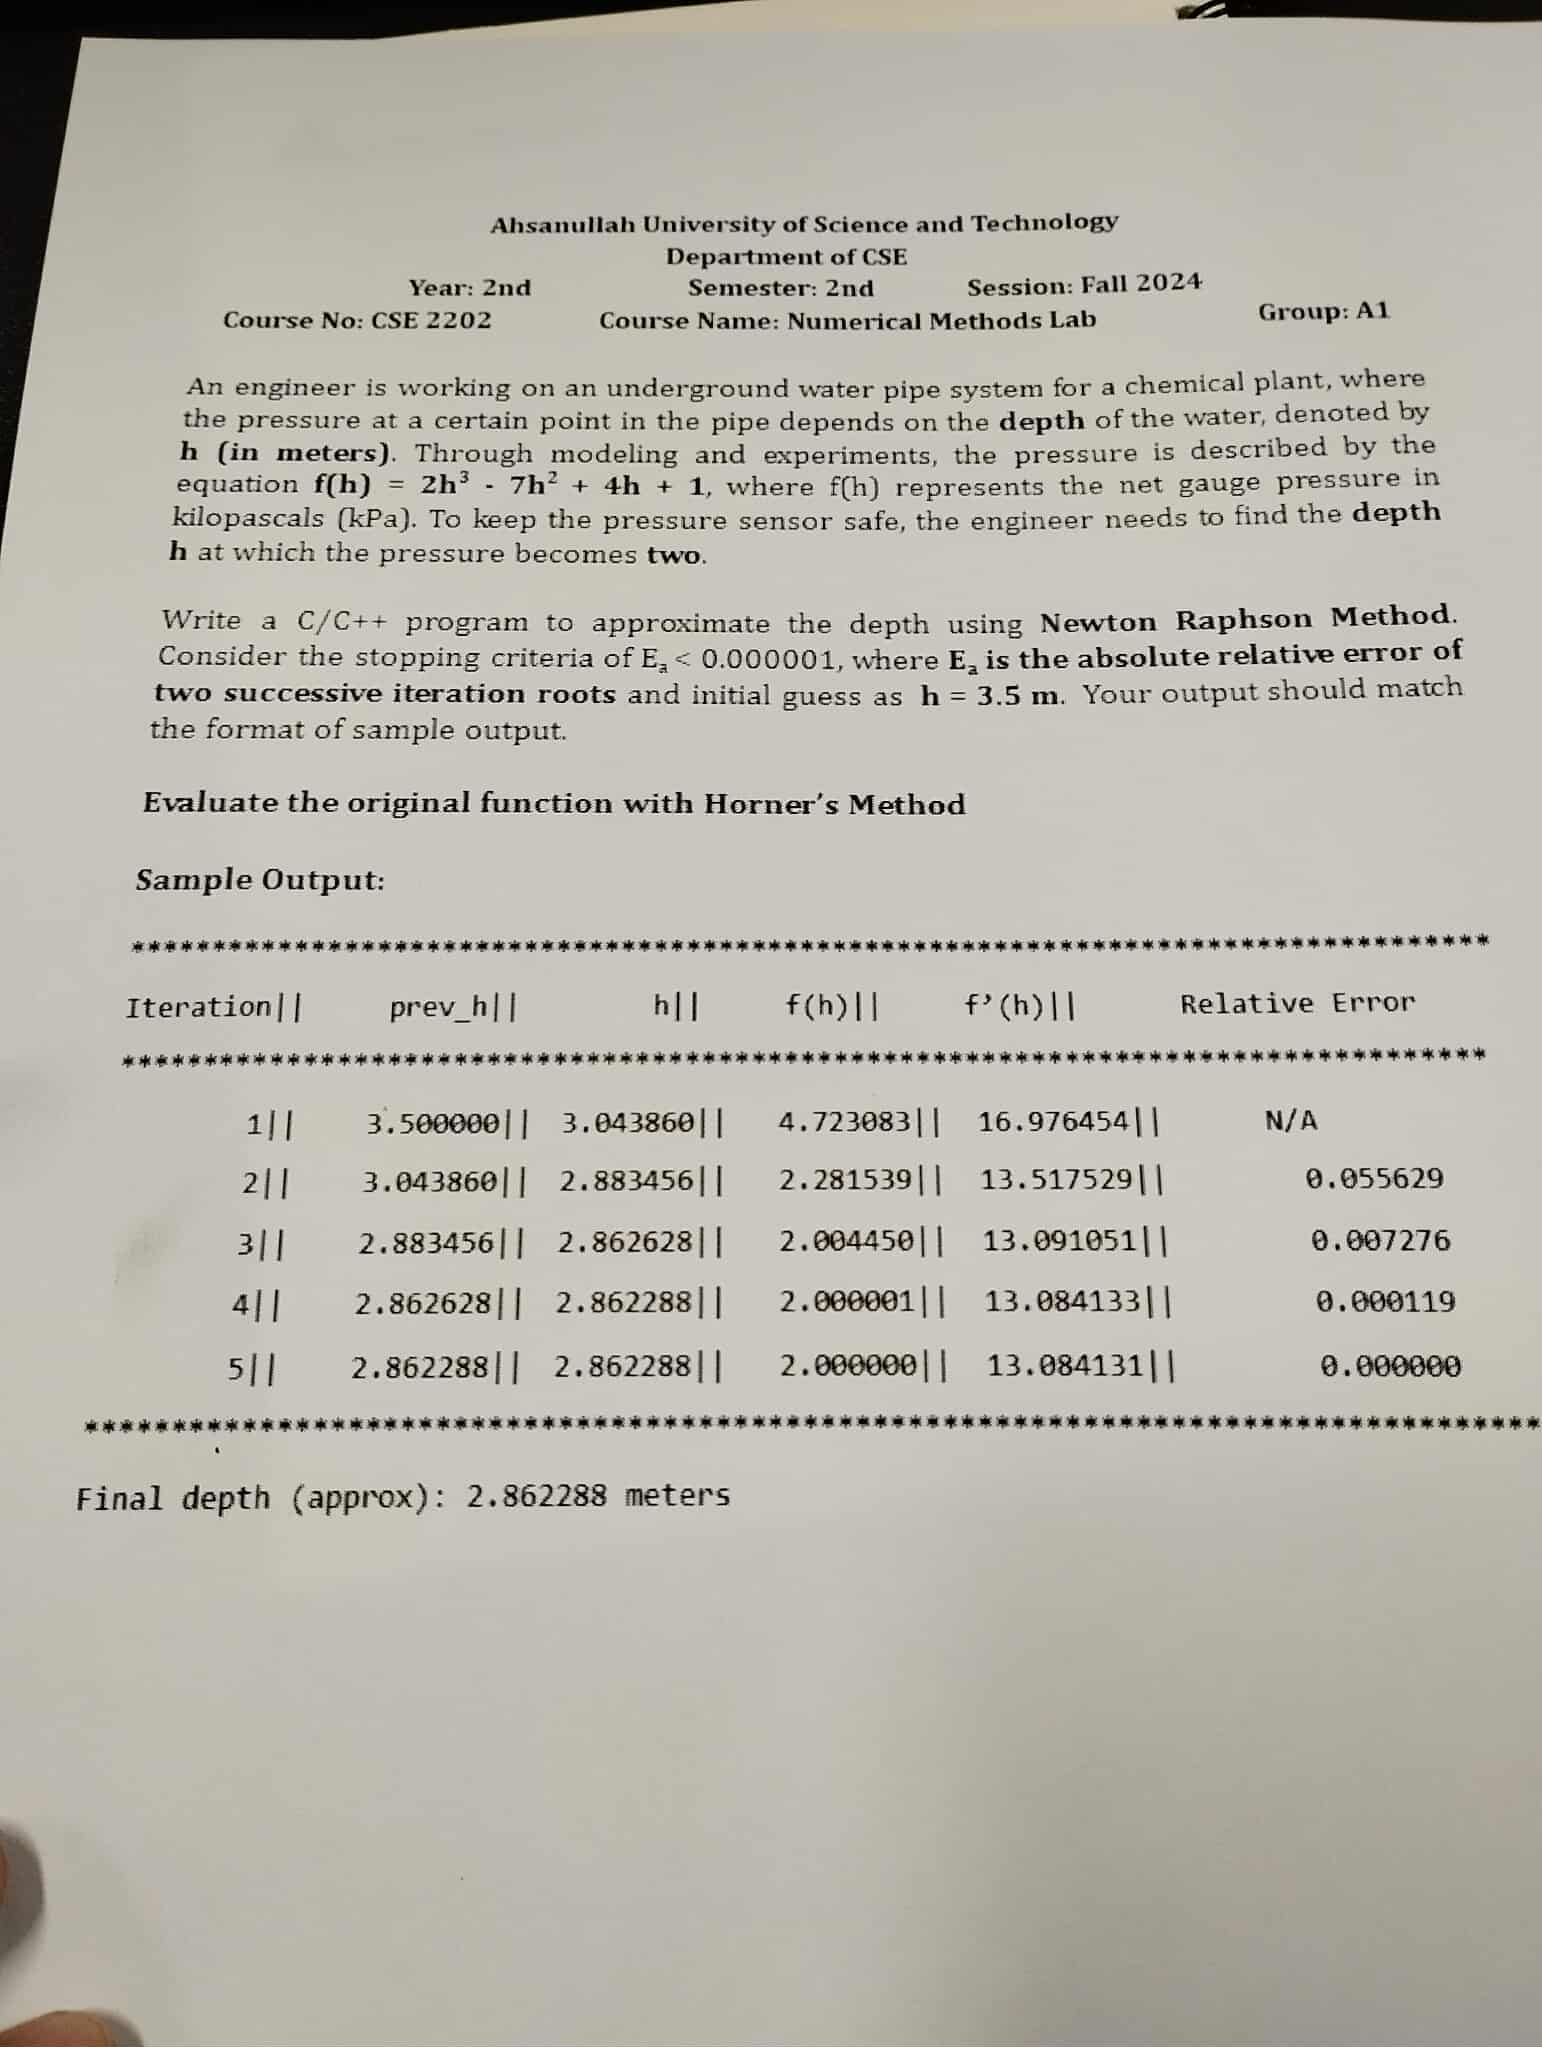 Ahsanullah University of Science and Technology
Department of CSE
Year: 2nd Semester: 2nd Session: Fall 2024
Course No: CSE 2202 Course Name: Numerical Methods Lab Group: A1
An engineer is working on an underground water pipe system for a chemical plant, where
the pressure at a certain point in the pipe depends on the depth of the water, denoted by
h (in meters). Through modeling and experiments, the pressure is described by the
equation f(h) = 2h³ - 7h² + 4h + 1, where f(h) represents the net gauge pressure in
kilopascals (kPa). To keep the pressure sensor safe, the engineer needs to find the depth
h at which the pressure becomes two.
Write a C/C++ program to approximate the depth using Newton Raphson Method.
Consider the stopping criteria of Eₐ < 0.000001, where Eₐ is the absolute relative error of
two successive iteration roots and initial guess as h = 3.5 m. Your output should match
the format of sample output.
Evaluate the original function with Horner's Method
Sample Output:
***********************************************************************************
Iteration|| prev_h|| h|| f(h)|| f'(h)|| Relative Error
***********************************************************************************
1|| 3.500000|| 3.043860|| 4.723083|| 16.976454|| N/A
2|| 3.043860|| 2.883456|| 2.281539|| 13.517529|| 0.055629
3|| 2.883456|| 2.862628|| 2.004450|| 13.091051|| 0.007276
4|| 2.862628|| 2.862288|| 2.000001|| 13.084133|| 0.000119
5|| 2.862288|| 2.862288|| 2.000000|| 13.084131|| 0.000000
***********************************************************************************
Final depth (approx): 2.862288 meters